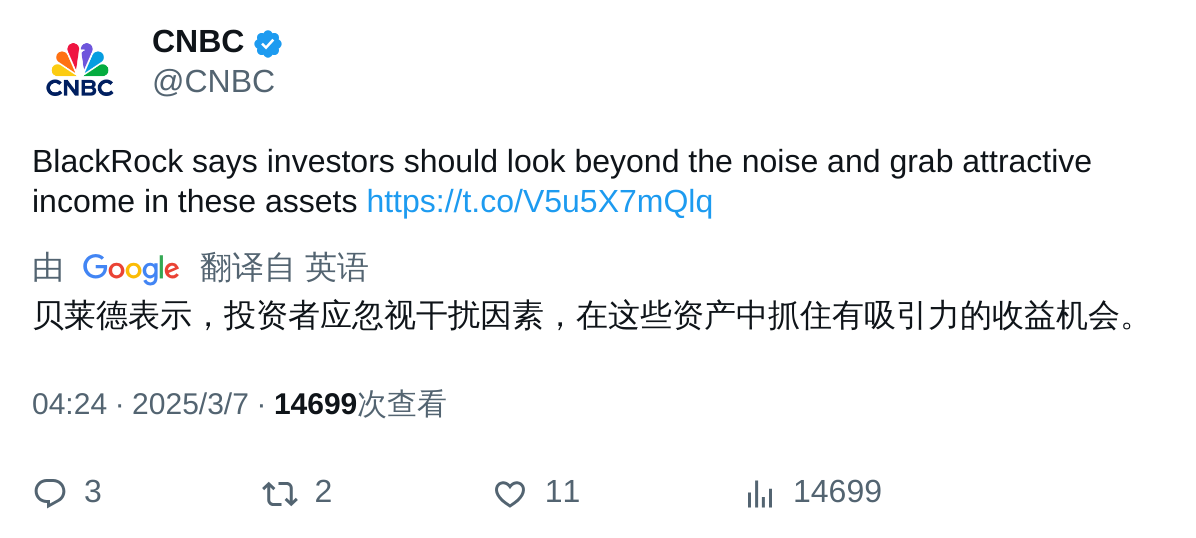 CNBC
@CNBC
CNBC
BlackRock says investors should look beyond the noise and grab attractive
income in these assets https://t.co/V5u5X7mQlq
由 Google 翻译自 英语
贝莱德表示，投资者应忽视干扰因素，在这些资产中抓住有吸引力的收益机会。
04:24 · 2025/3/7 · 14699次查看
3 2 11 14699